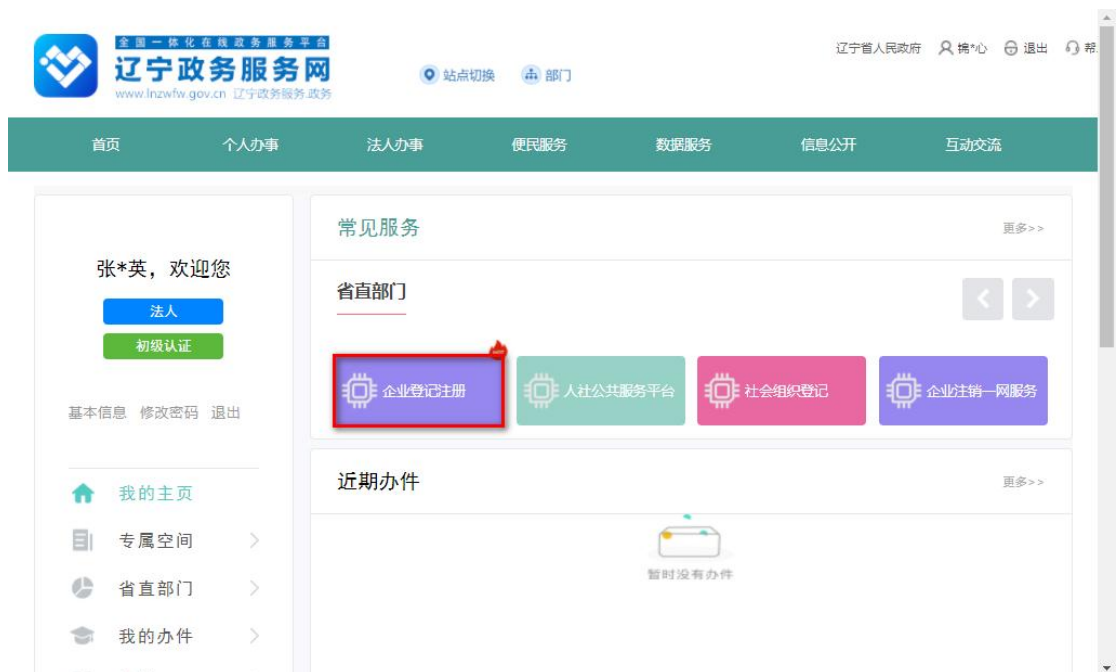 全国一体化在线政务服务平台
辽宁政务服务网
www.lnzwfw.gov.cn 辽宁政务服务.政务
站点切换 部门
辽宁省人民政府 锦*心 退出 帮
首页 个人办事 法人办事 便民服务 数据服务 信息公开 互动交流
张*英，欢迎您
法人
初级认证
基本信息 修改密码 退出
我的主页
专属空间
省直部门
我的办件
常见服务 更多>>
省直部门
企业登记注册 人社公共服务平台 社会组织登记 企业注销一网服务
近期办件 更多>>
暂时没有办件